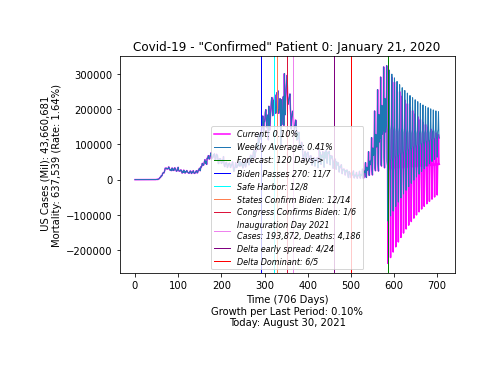 Covid-19 - "Confirmed" Patient 0: January 21, 2020
US Cases (Mil): 43,660,681
Mortality: 637,539 (Rate: 1.64%)
300000
200000
100000
0
−100000
−200000
Current: 0.10%
Weekly Average: 0.41%
Forecast: 120 Days->
Biden Passes 270: 11/7
Safe Harbor: 12/8
States Confirm Biden: 12/14
Congress Confirms Biden: 1/6
Inauguration Day 2021
Cases: 193,872, Deaths: 4,186
Delta early spread: 4/24
Delta Dominant: 6/5
0 100 200 300 400 500 600 700
Time (706 Days)
Growth per Last Period: 0.10%
Today: August 30, 2021